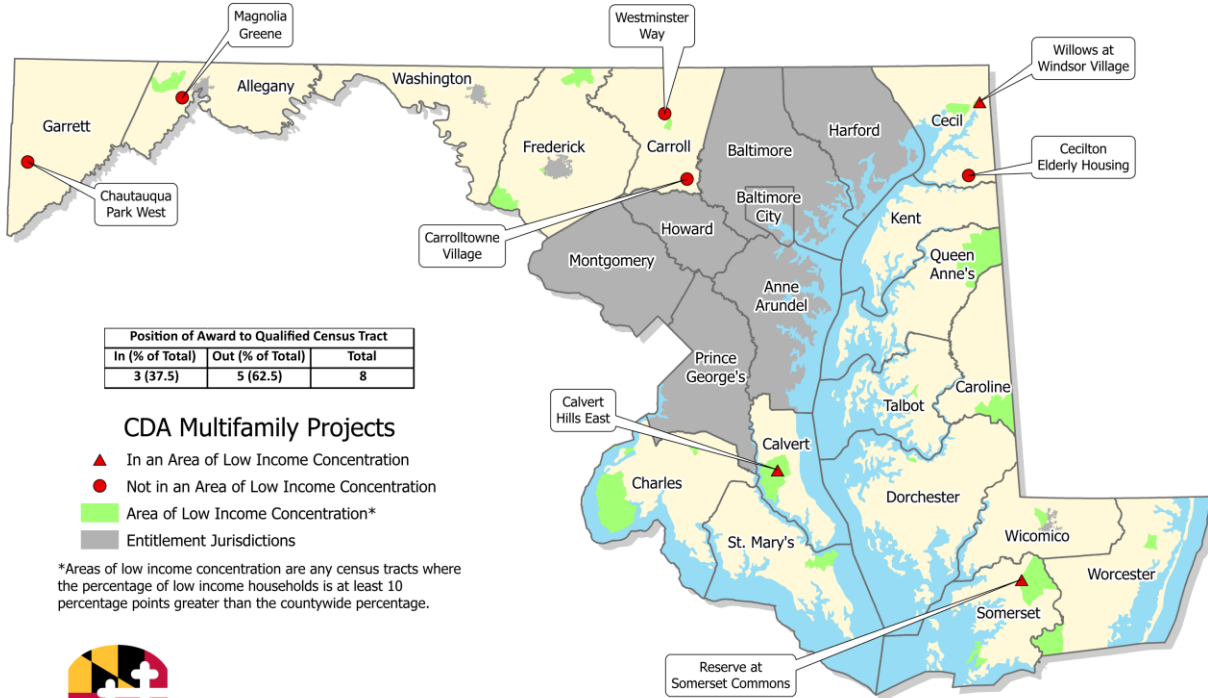 Magnolia
Greene
Westminster
Way
Willows at
Windsor Village
Washington
Allegany
Garrett
Cecil
Harford
Frederick
Carroll
Baltimore
Cecilton
Elderly Housing
Chautauqua
Park West
Baltimore
City
Kent
Carrolltowne
Village
Howard
Montgomery
Queen
Anne's
Anne
Arundel
Position of Award to Qualified Census Tract
In (% of Total) Out (% of Total) Total
3 (37.5) 5 (62.5) 8
Prince
George's
Caroline
Talbot
Calvert
Hills East
CDA Multifamily Projects
In an Area of Low Income Concentration
Not in an Area of Low Income Concentration
Area of Low Income Concentration*
Entitlement Jurisdictions
*Areas of low income concentration are any census tracts where
the percentage of low income households is at least 10
percentage points greater than the countywide percentage.
Calvert
Charles
Dorchester
St. Mary's
Wicomico
Worcester
Somerset
Reserve at
Somerset Commons